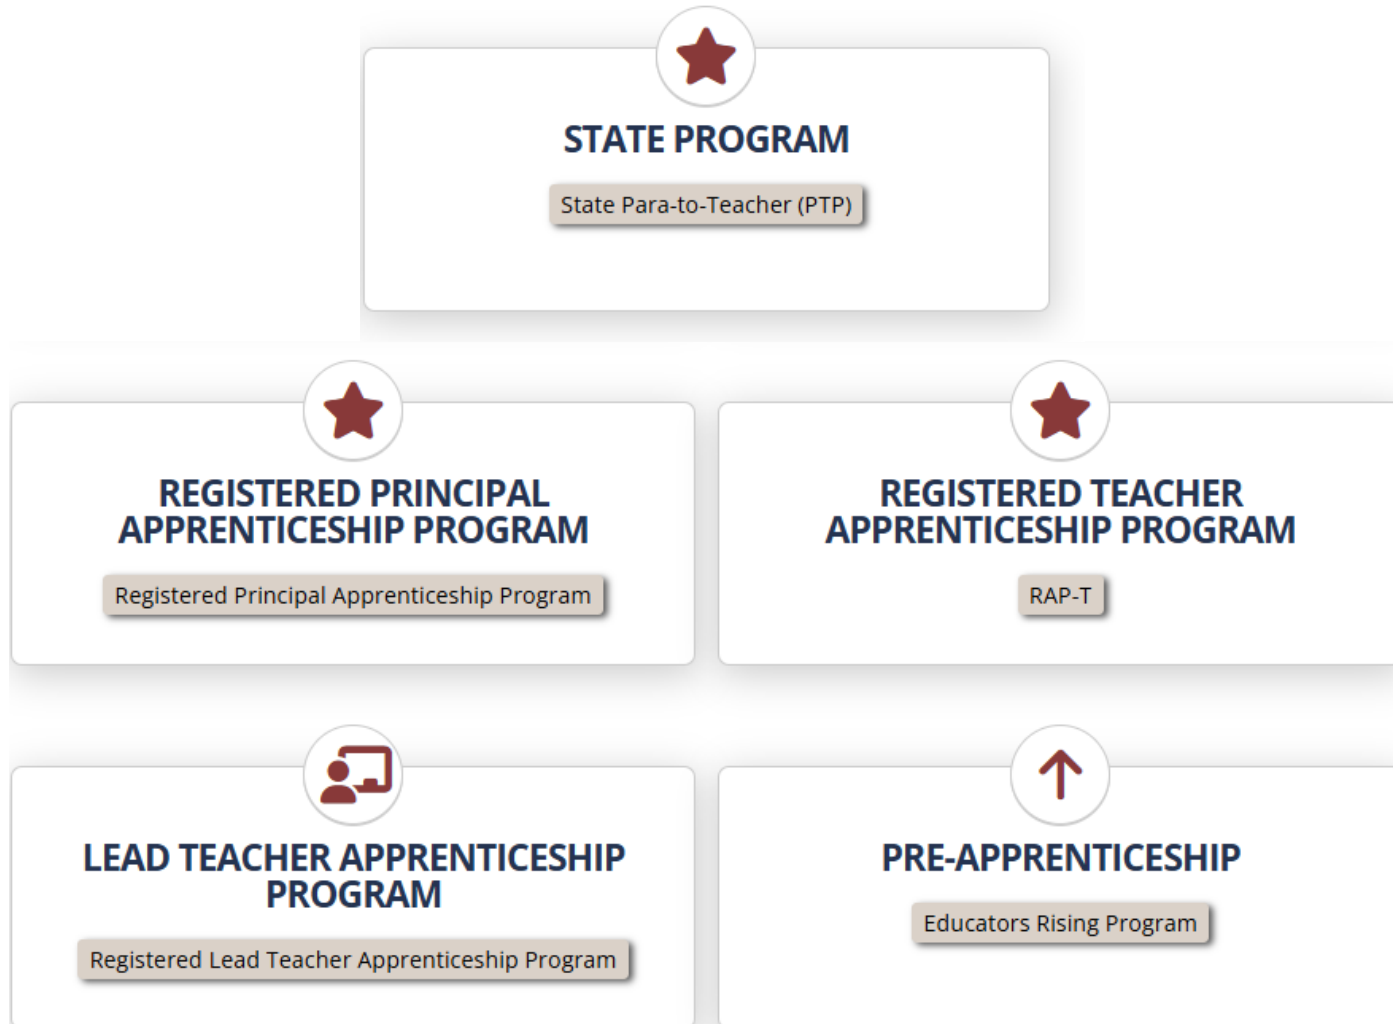 STATE PROGRAM
State Para-to-Teacher (PTP)
REGISTERED PRINCIPAL
APPRENTICESHIP PROGRAM
Registered Principal Apprenticeship Program
REGISTERED TEACHER
APPRENTICESHIP PROGRAM
RAP-T
LEAD TEACHER APPRENTICESHIP
PROGRAM
Registered Lead Teacher Apprenticeship Program
PRE-APPRENTICESHIP
Educators Rising Program